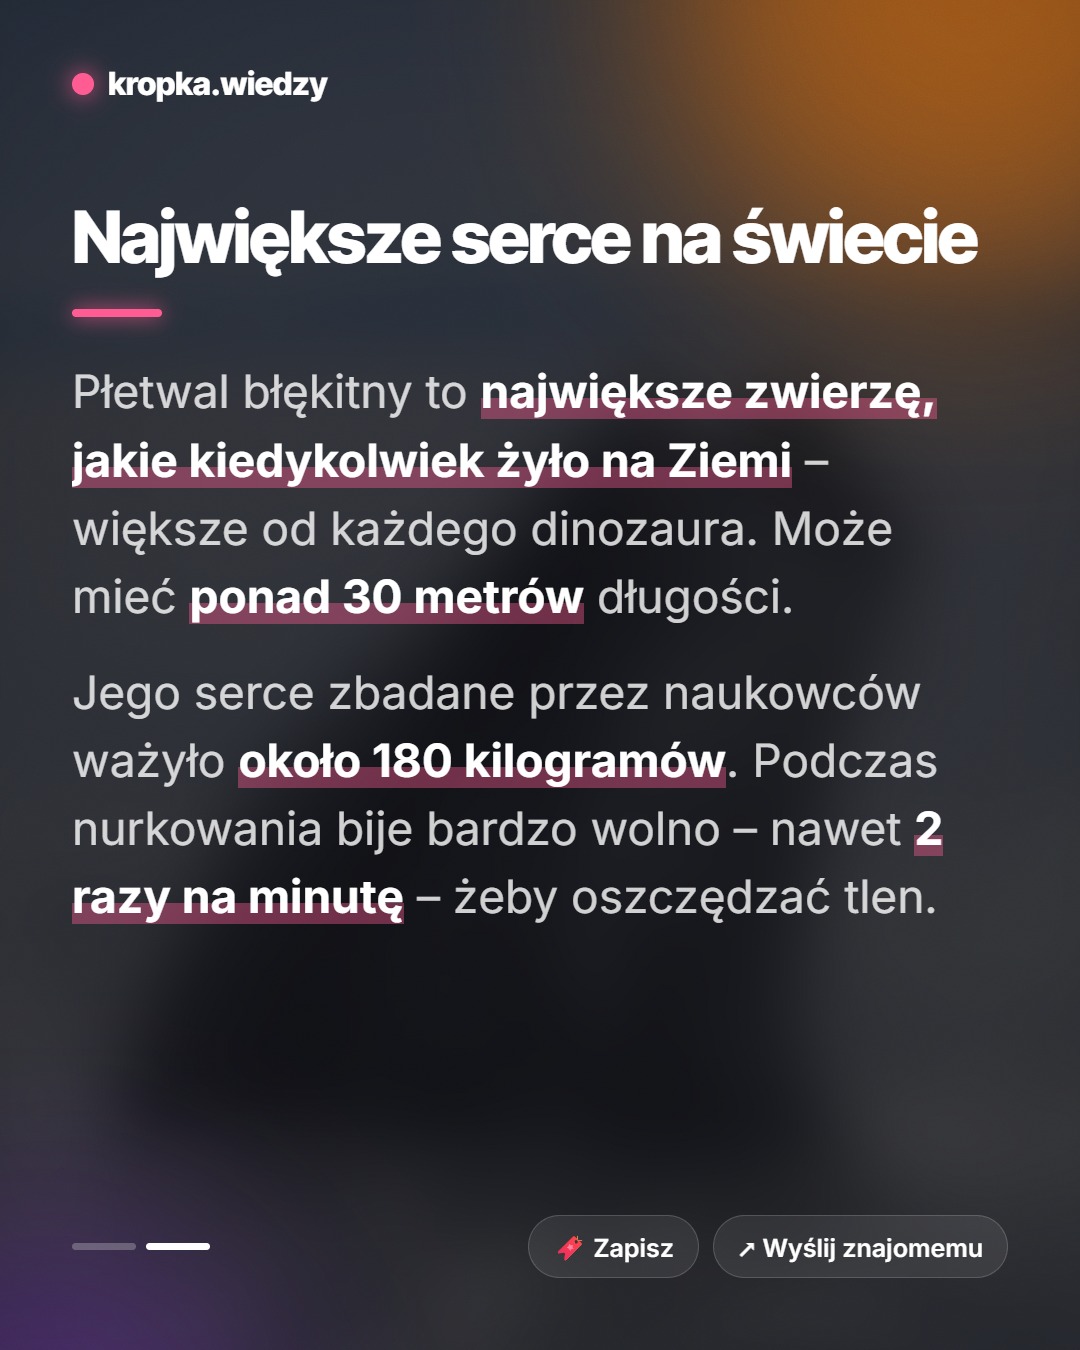 kropka.wiedzy
Największe serce na świecie
Płetwal błękitny to największe zwierzę,
jakie kiedykolwiek żyło na Ziemi –
większe od każdego dinozaura. Może
mieć ponad 30 metrów długości.
Jego serce zbadane przez naukowców
ważyło około 180 kilogramów. Podczas
nurkowania bije bardzo wolno – nawet 2
razy na minutę – żeby oszczędzać tlen.
Zapisz
↗ Wyślij znajomemu